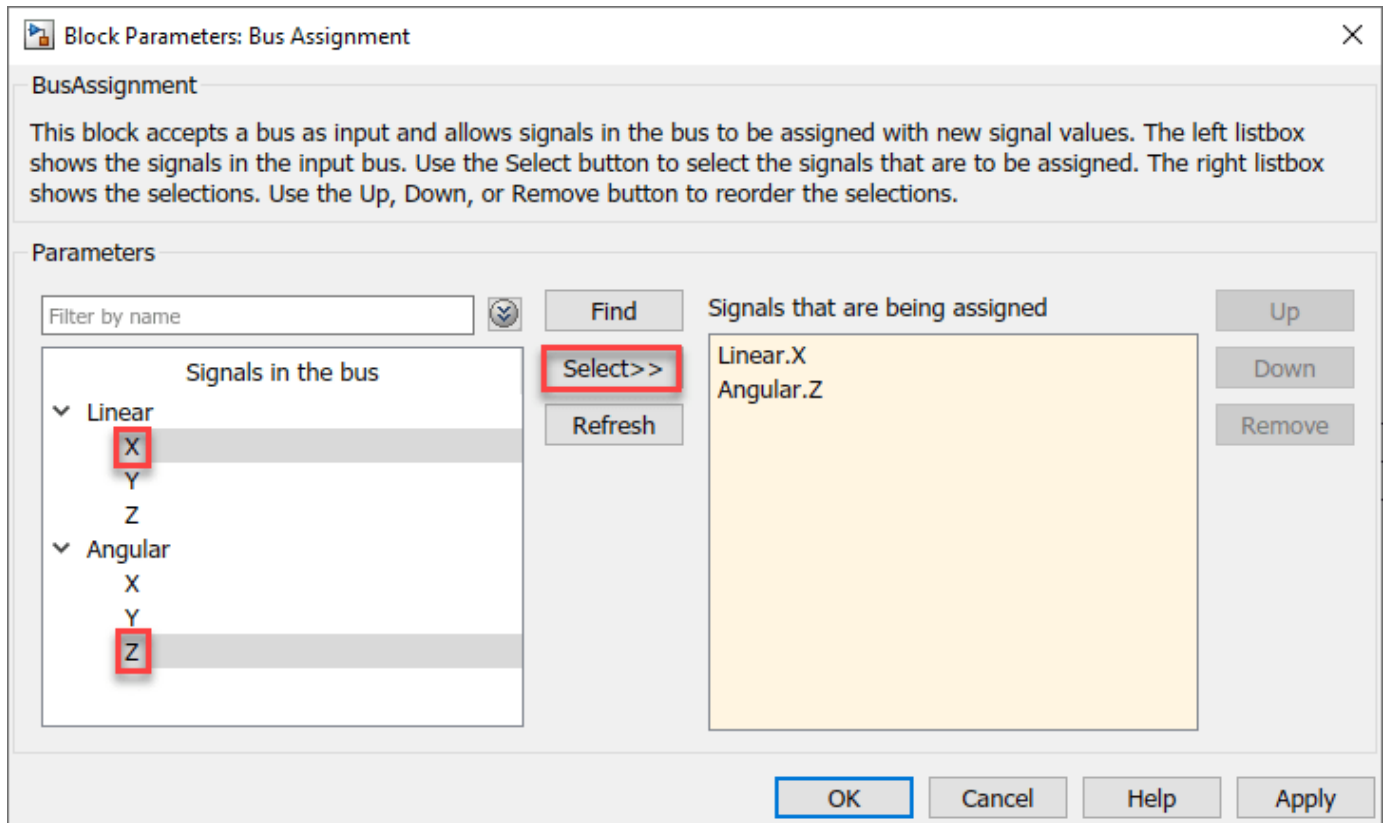 Block Parameters: Bus Assignment
BusAssignment
This block accepts a bus as input and allows signals in the bus to be assigned with new signal values. The left listbox
shows the signals in the input bus. Use the Select button to select the signals that are to be assigned. The right listbox
shows the selections. Use the Up, Down, or Remove button to reorder the selections.
Parameters
Filter by name
Find
Select>>
Refresh
Signals in the bus
Linear
X
Y
Z
Angular
X
Y
Z
Signals that are being assigned
Linear.X
Angular.Z
Up
Down
Remove
OK
Cancel
Help
Apply